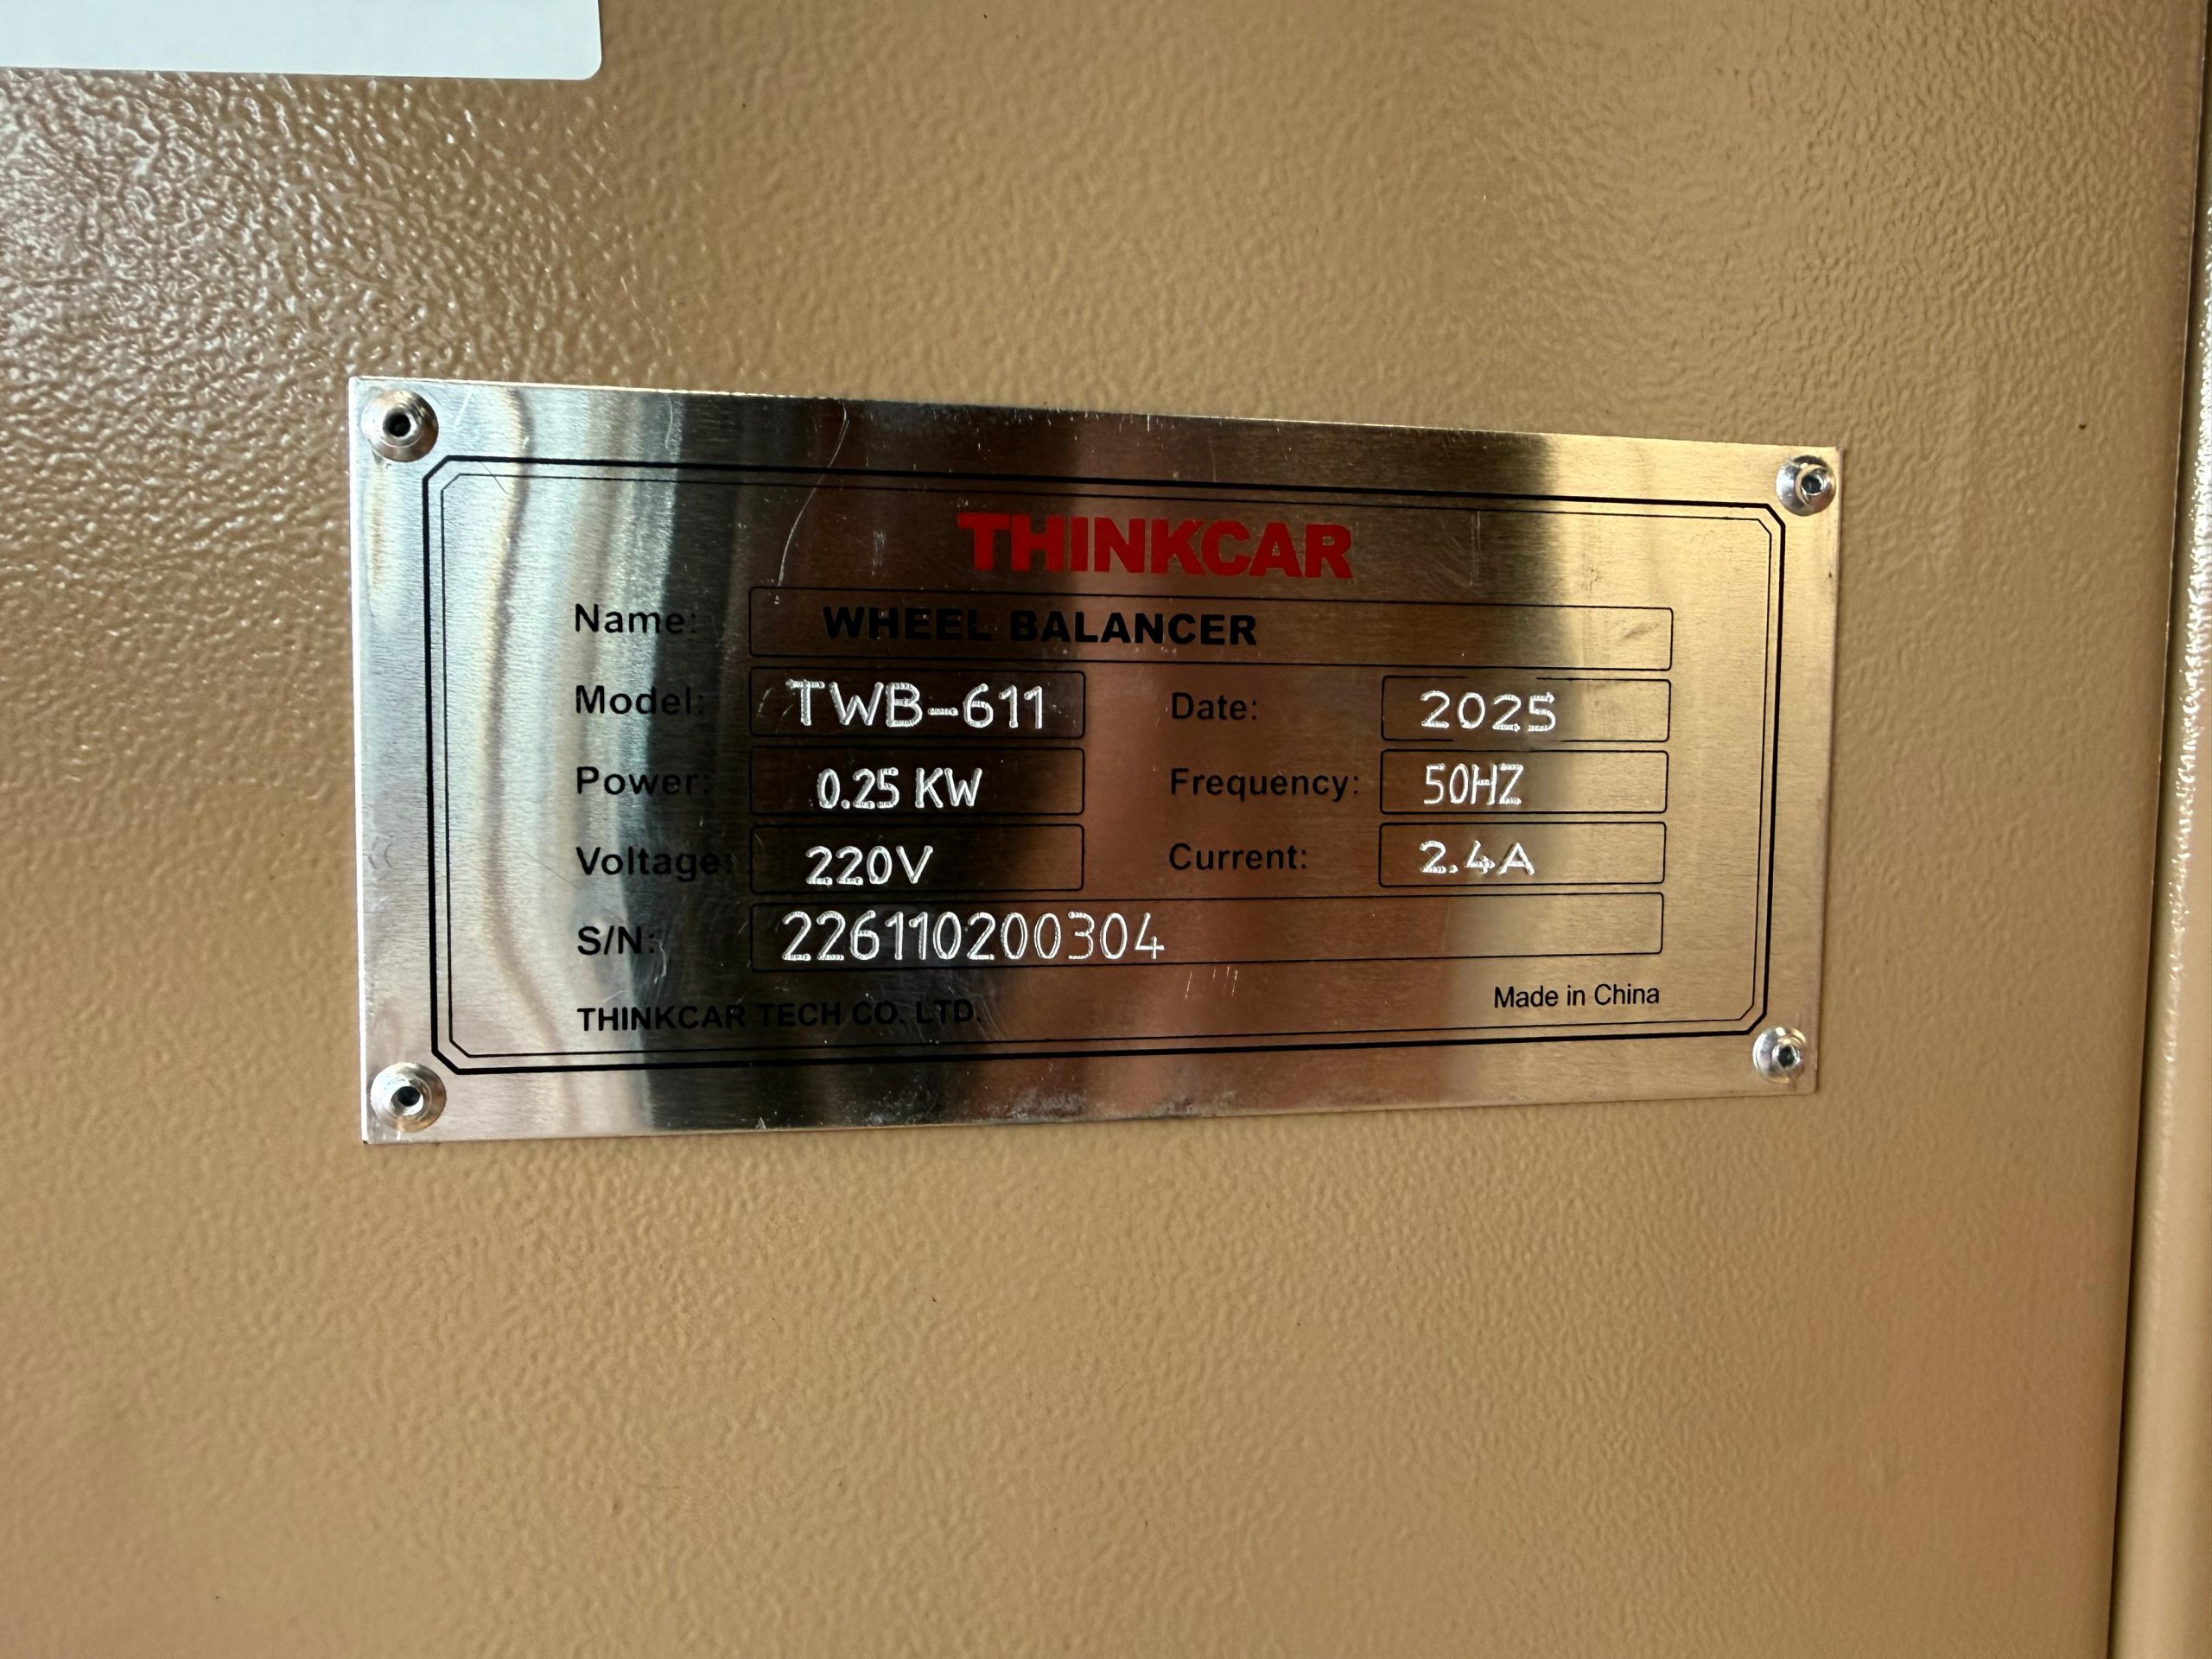 THINKCAR
Name: WHEEL BALANCER
Model: TWB-611 Date: 2025
Power: 0.25 KW Frequency: 50HZ
Voltage: 220V Current: 2.4A
S/N: 226110200304
THINKCAR TECH CO. LTD. Made in China